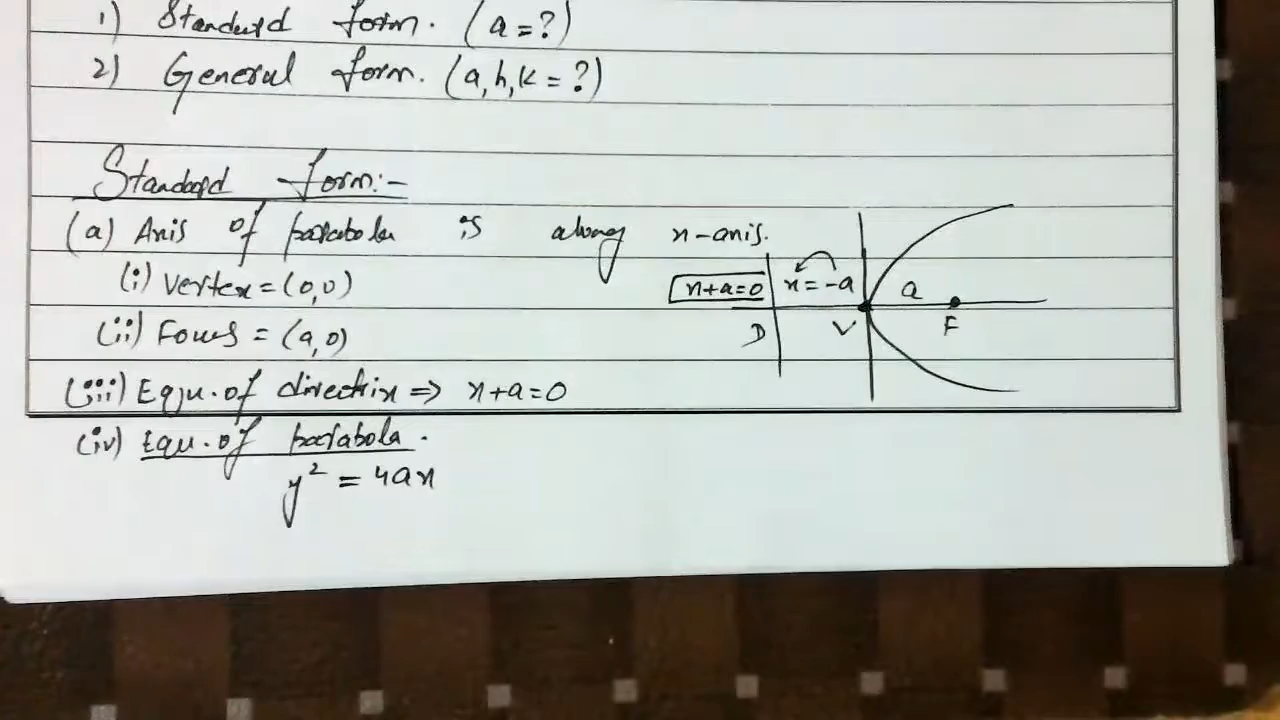 1) Standard form. (a=?)
2) General form. (a,h,k=?)
Standard form:-
(a) Axis of parabola is along x-axis.
(i) Vertex=(0,0)
(ii) Focus = (a,0)
(iii) Equ. of directrix => x+a=0
(iv) Equ. of parabola.
y² = 4ax
x+a=0 x=-a a
D V F